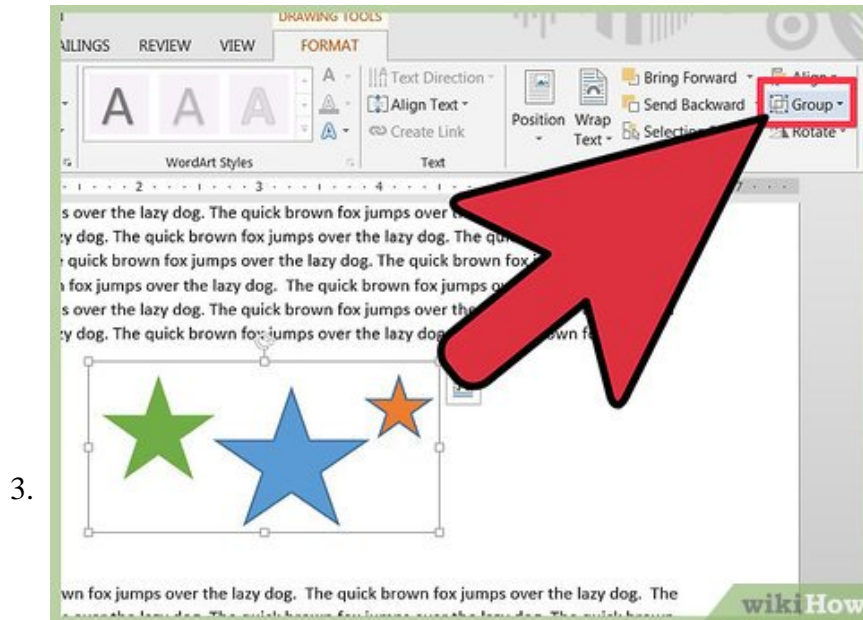 DRAWING TOOLS
AILINGS REVIEW VIEW FORMAT
A A A A Text Direction Bring Forward Align
A Align Text Position Wrap Send Backward Group
A Create Link Text Rotate
WordArt Styles Text
2 3 4 7
s over the lazy dog. The quick brown fox jumps over
zy dog. The quick brown fox jumps over the lazy dog. The
quick brown fox jumps over the lazy dog. The quick brown fox
fox jumps over the lazy dog. The quick brown fox jumps
s over the lazy dog. The quick brown fox jumps over the
zy dog. The quick brown fox jumps over the lazy dog
3.
wn fox jumps over the lazy dog. The quick brown fox jumps over the lazy dog. The
wikiHow